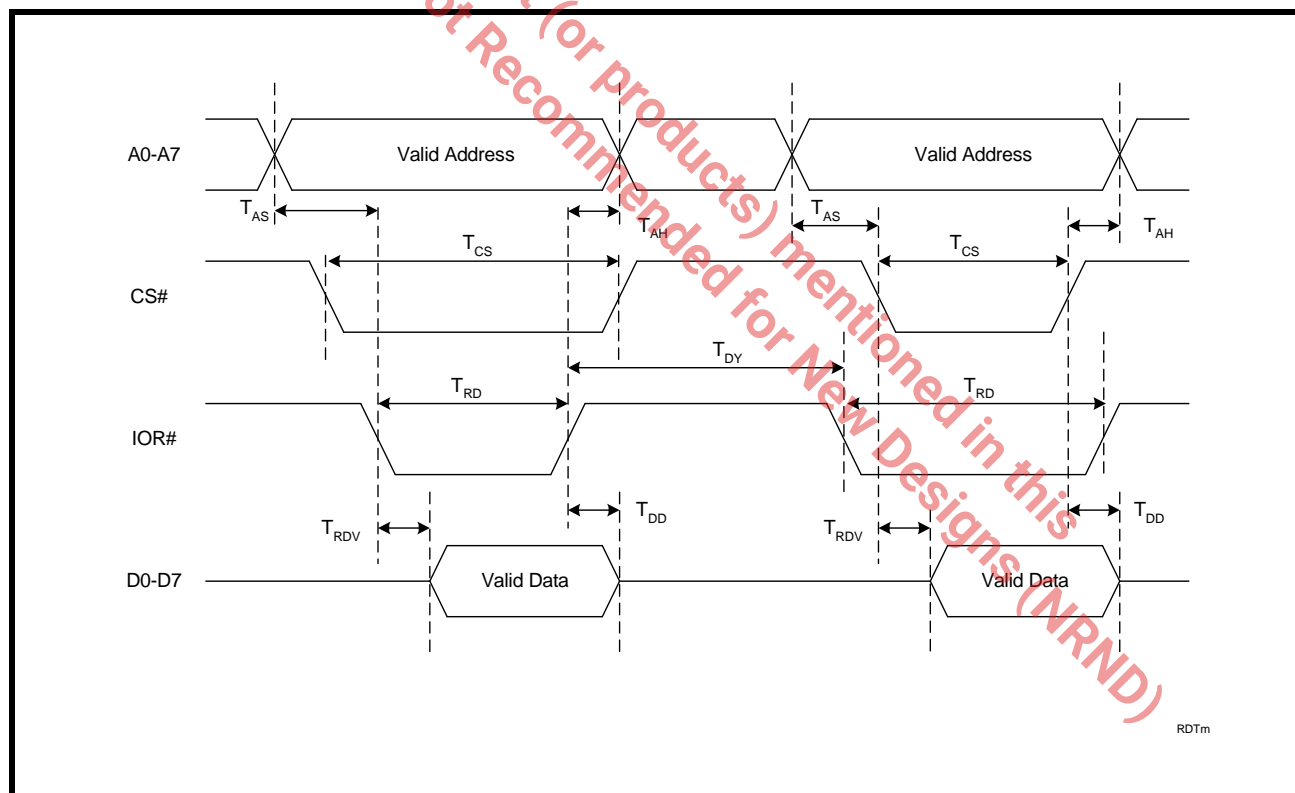 t (or products) mentioned in this
ot Recommended for New Designs (NRND)
A0-A7
Valid Address
Valid Address
TAS
TAH
TAS
TAH
TCS
TCS
CS#
TDY
TRD
TRD
IOR#
TRDV
TDD
TRDV
TDD
D0-D7
Valid Data
Valid Data
RDTm